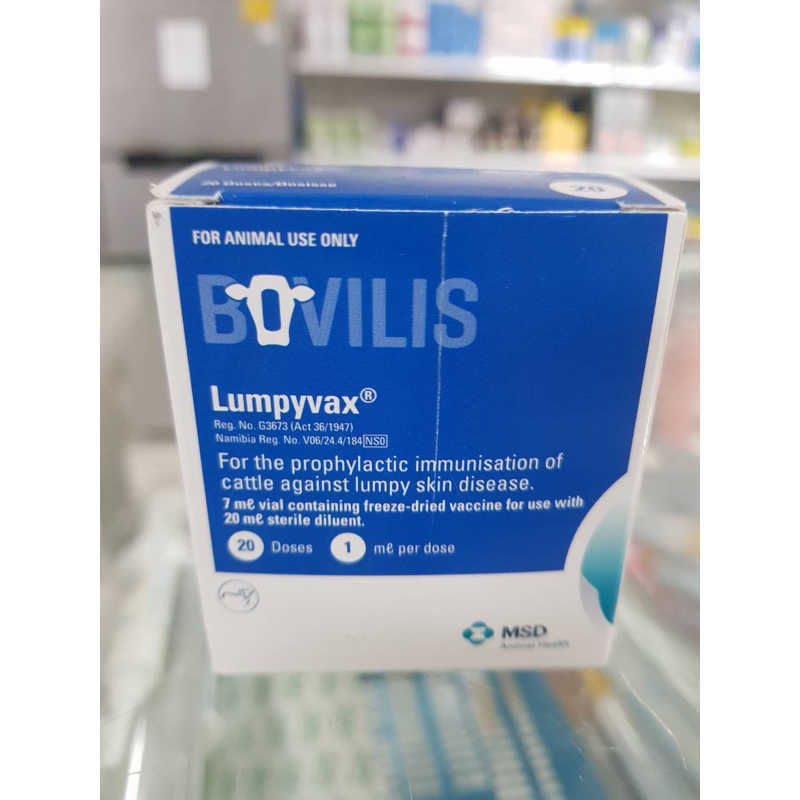 20 Doses/Dosisse
20
FOR ANIMAL USE ONLY
BOVILIS
Lumpyvax®
Reg. No. G3673 (Act 36/1947)
Namibia Reg. No. V06/24.4/184 NS0
For the prophylactic immunisation of
cattle against lumpy skin disease.
7 mℓ vial containing freeze-dried vaccine for use with
20 mℓ sterile diluent.
20 Doses 1 mℓ per dose
MSD
Animal Health